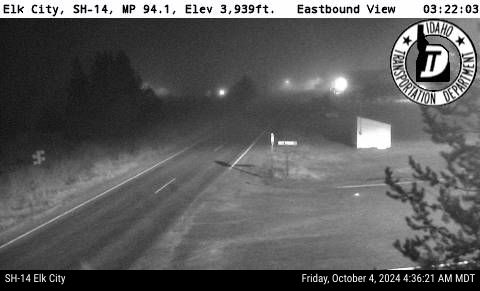 Elk City, SH-14, MP 94.1, Elev 3,939ft. Eastbound View 03:22:03
IDAHO
TRANSPORTATION DEPARTMENT
SH-14 Elk City Friday, October 4, 2024 4:36:21 AM MDT